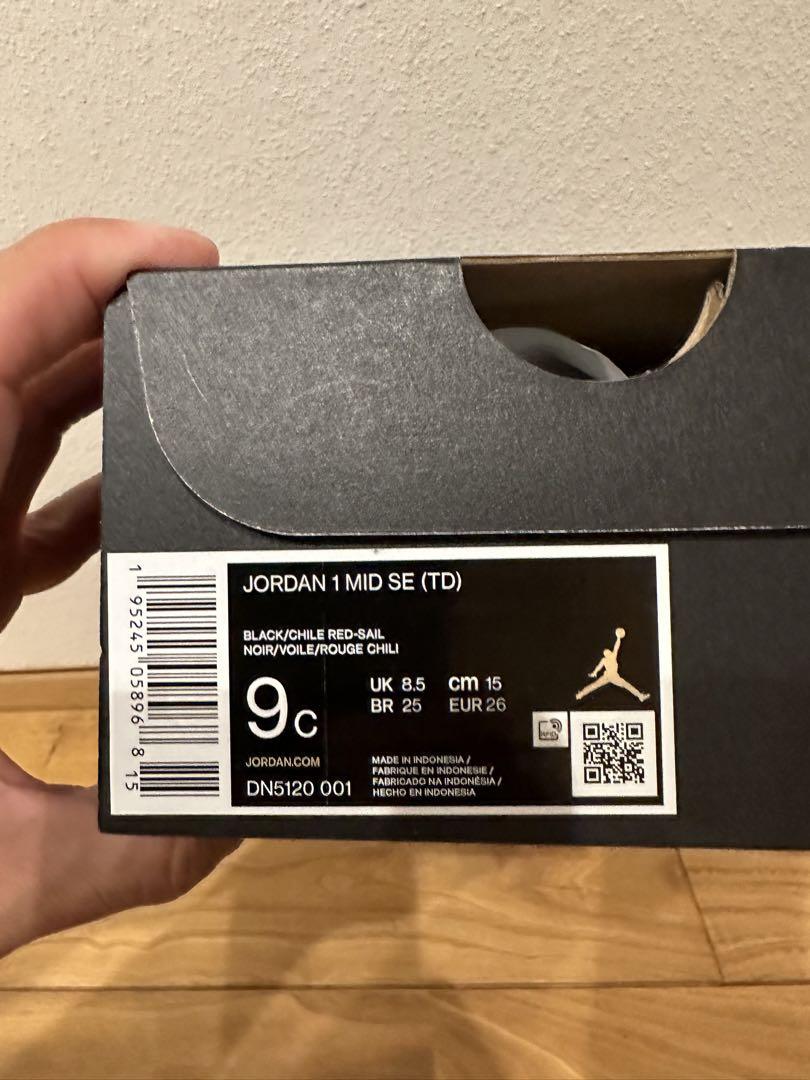 JORDAN 1 MID SE (TD)
BLACK/CHILE RED-SAIL
NOIR/VOILE/ROUGE CHILI
9C
UK 8.5 cm 15
BR 25 EUR 26
JORDAN.COM
DN5120 001
MADE IN INDONESIA /
FABRIQUE EN INDONESIE /
FABRICADO NA INDONÉSIA /
HECHO EN INDONESIA
RFID
1 95245 05896 8 15